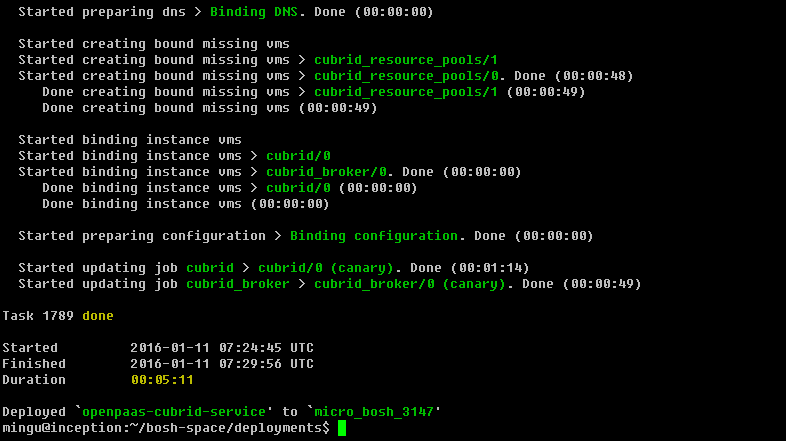 Started preparing dns > Binding DNS. Done (00:00:00)
Started creating bound missing vms
Started creating bound missing vms > cubrid_resource_pools/1
Started creating bound missing vms > cubrid_resource_pools/0. Done (00:00:48)
Done creating bound missing vms > cubrid_resource_pools/1 (00:00:49)
Done creating bound missing vms (00:00:49)
Started binding instance vms
Started binding instance vms > cubrid/0
Started binding instance vms > cubrid_broker/0. Done (00:00:00)
Done binding instance vms > cubrid/0 (00:00:00)
Done binding instance vms (00:00:00)
Started preparing configuration > Binding configuration. Done (00:00:00)
Started updating job cubrid > cubrid/0 (canary). Done (00:01:14)
Started updating job cubrid_broker > cubrid_broker/0 (canary). Done (00:00:49)
Task 1789 done
Started 2016-01-11 07:24:45 UTC
Finished 2016-01-11 07:29:56 UTC
Duration 00:05:11
Deployed `openpaas-cubrid-service' to `micro_bosh_3147'
mingu@inception:~/bosh-space/deployments$